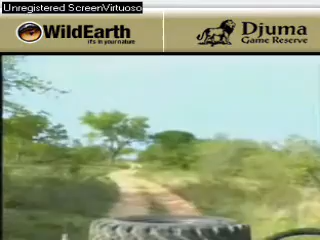 Unregistered ScreenVirtuoso
WildEarth
it's in your nature
Djuma
Game Reserve